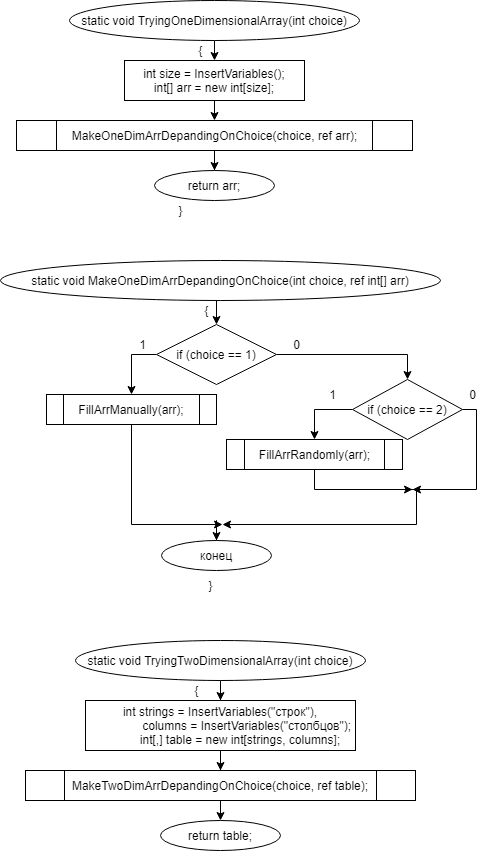 static void TryingOneDimensionalArray(int choice)
{
int size = InsertVariables();
int[] arr = new int[size];
MakeOneDimArrDepandingOnChoice(choice, ref arr);
return arr;
}
static void MakeOneDimArrDepandingOnChoice(int choice, ref int[] arr)
{
1
if (choice == 1)
0
FillArrManually(arr);
1
if (choice == 2)
0
FillArrRandomly(arr);
конец
}
static void TryingTwoDimensionalArray(int choice)
{
int strings = InsertVariables("строк"),
columns = InsertVariables("столбцов");
int[,] table = new int[strings, columns];
MakeTwoDimArrDepandingOnChoice(choice, ref table);
return table;